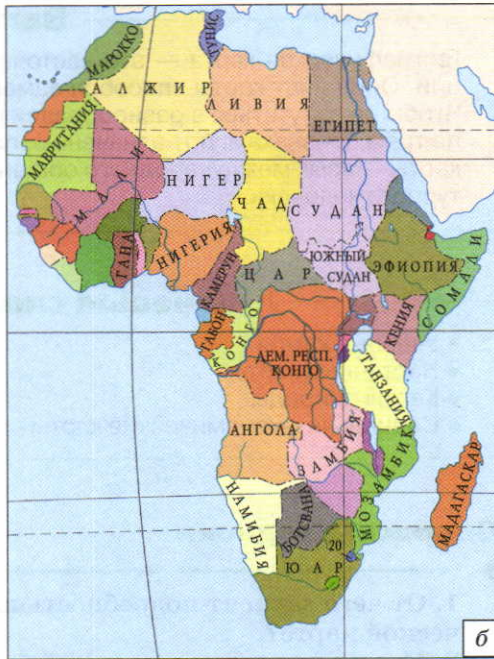 МАРОККО
ТУНИС
АЛЖИР
ЛИВИЯ
ЕГИПЕТ
МАВРИТАНИЯ
МАЛИ
НИГЕР
ЧАД
СУДАН
ГАНА
НИГЕРИЯ
КАМЕРУН
ЦАР
ЮЖНЫЙ
СУДАН
ЭФИОПИЯ
СОМАЛИ
ГАБОН
КОНГО
ДЕМ. РЕСП.
КОНГО
КЕНИЯ
ТАНЗАНИЯ
АНГОЛА
ЗАМБИЯ
МОЗАМБИК
МАДАГАСКАР
НАМИБИЯ
БОТСВАНА
20
ЮАР
б